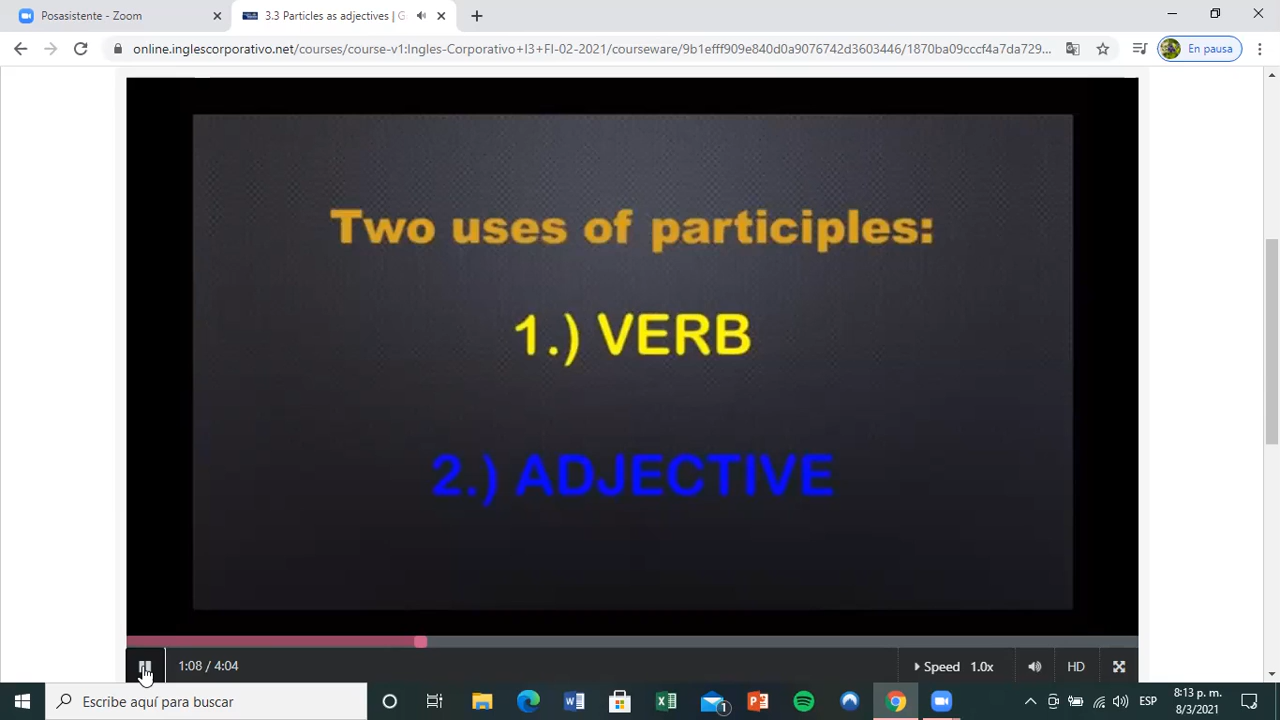 Posasistente - Zoom
3.3 Particles as adjectives | G
online.inglescorporativo.net/courses/course-v1:Ingles-Corporativo+I3+FI-02-2021/courseware/9b1efff909e840d0a9076742d3603446/1870ba09cccf4a7da729...
En pausa
Two uses of participles:
1.) VERB
2.) ADJECTIVE
1:08 / 4:04
Speed 1.0x
HD
Escribe aquí para buscar
1
ESP
8:13 p. m.
8/3/2021